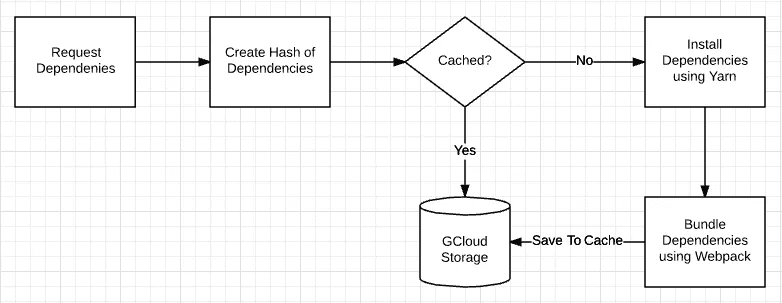 Request
Dependenies
Create Hash of
Dependencies
Cached?
No
Install
Dependencies
using Yarn
Yes
GCloud
Storage
Save To Cache
Bundle
Dependencies
using Webpack